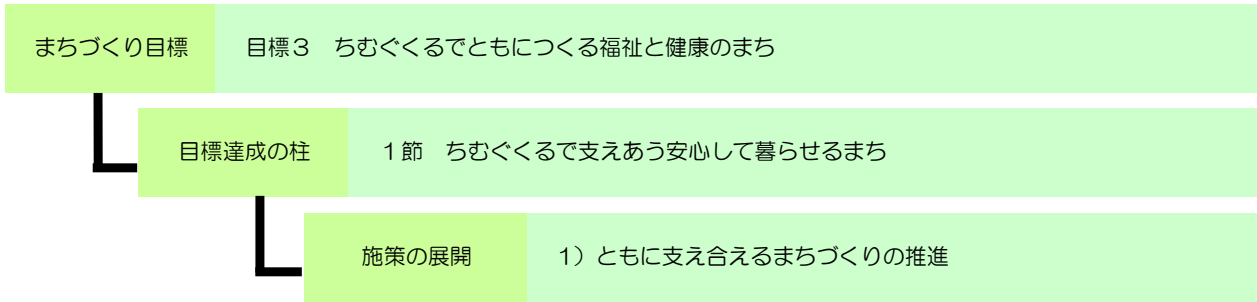 まちづくり目標 目標3 ちむぐくるでともにつくる福祉と健康のまち
目標達成の柱 1節 ちむぐくるで支えあう安心して暮らせるまち
施策の展開 1）ともに支え合えるまちづくりの推進